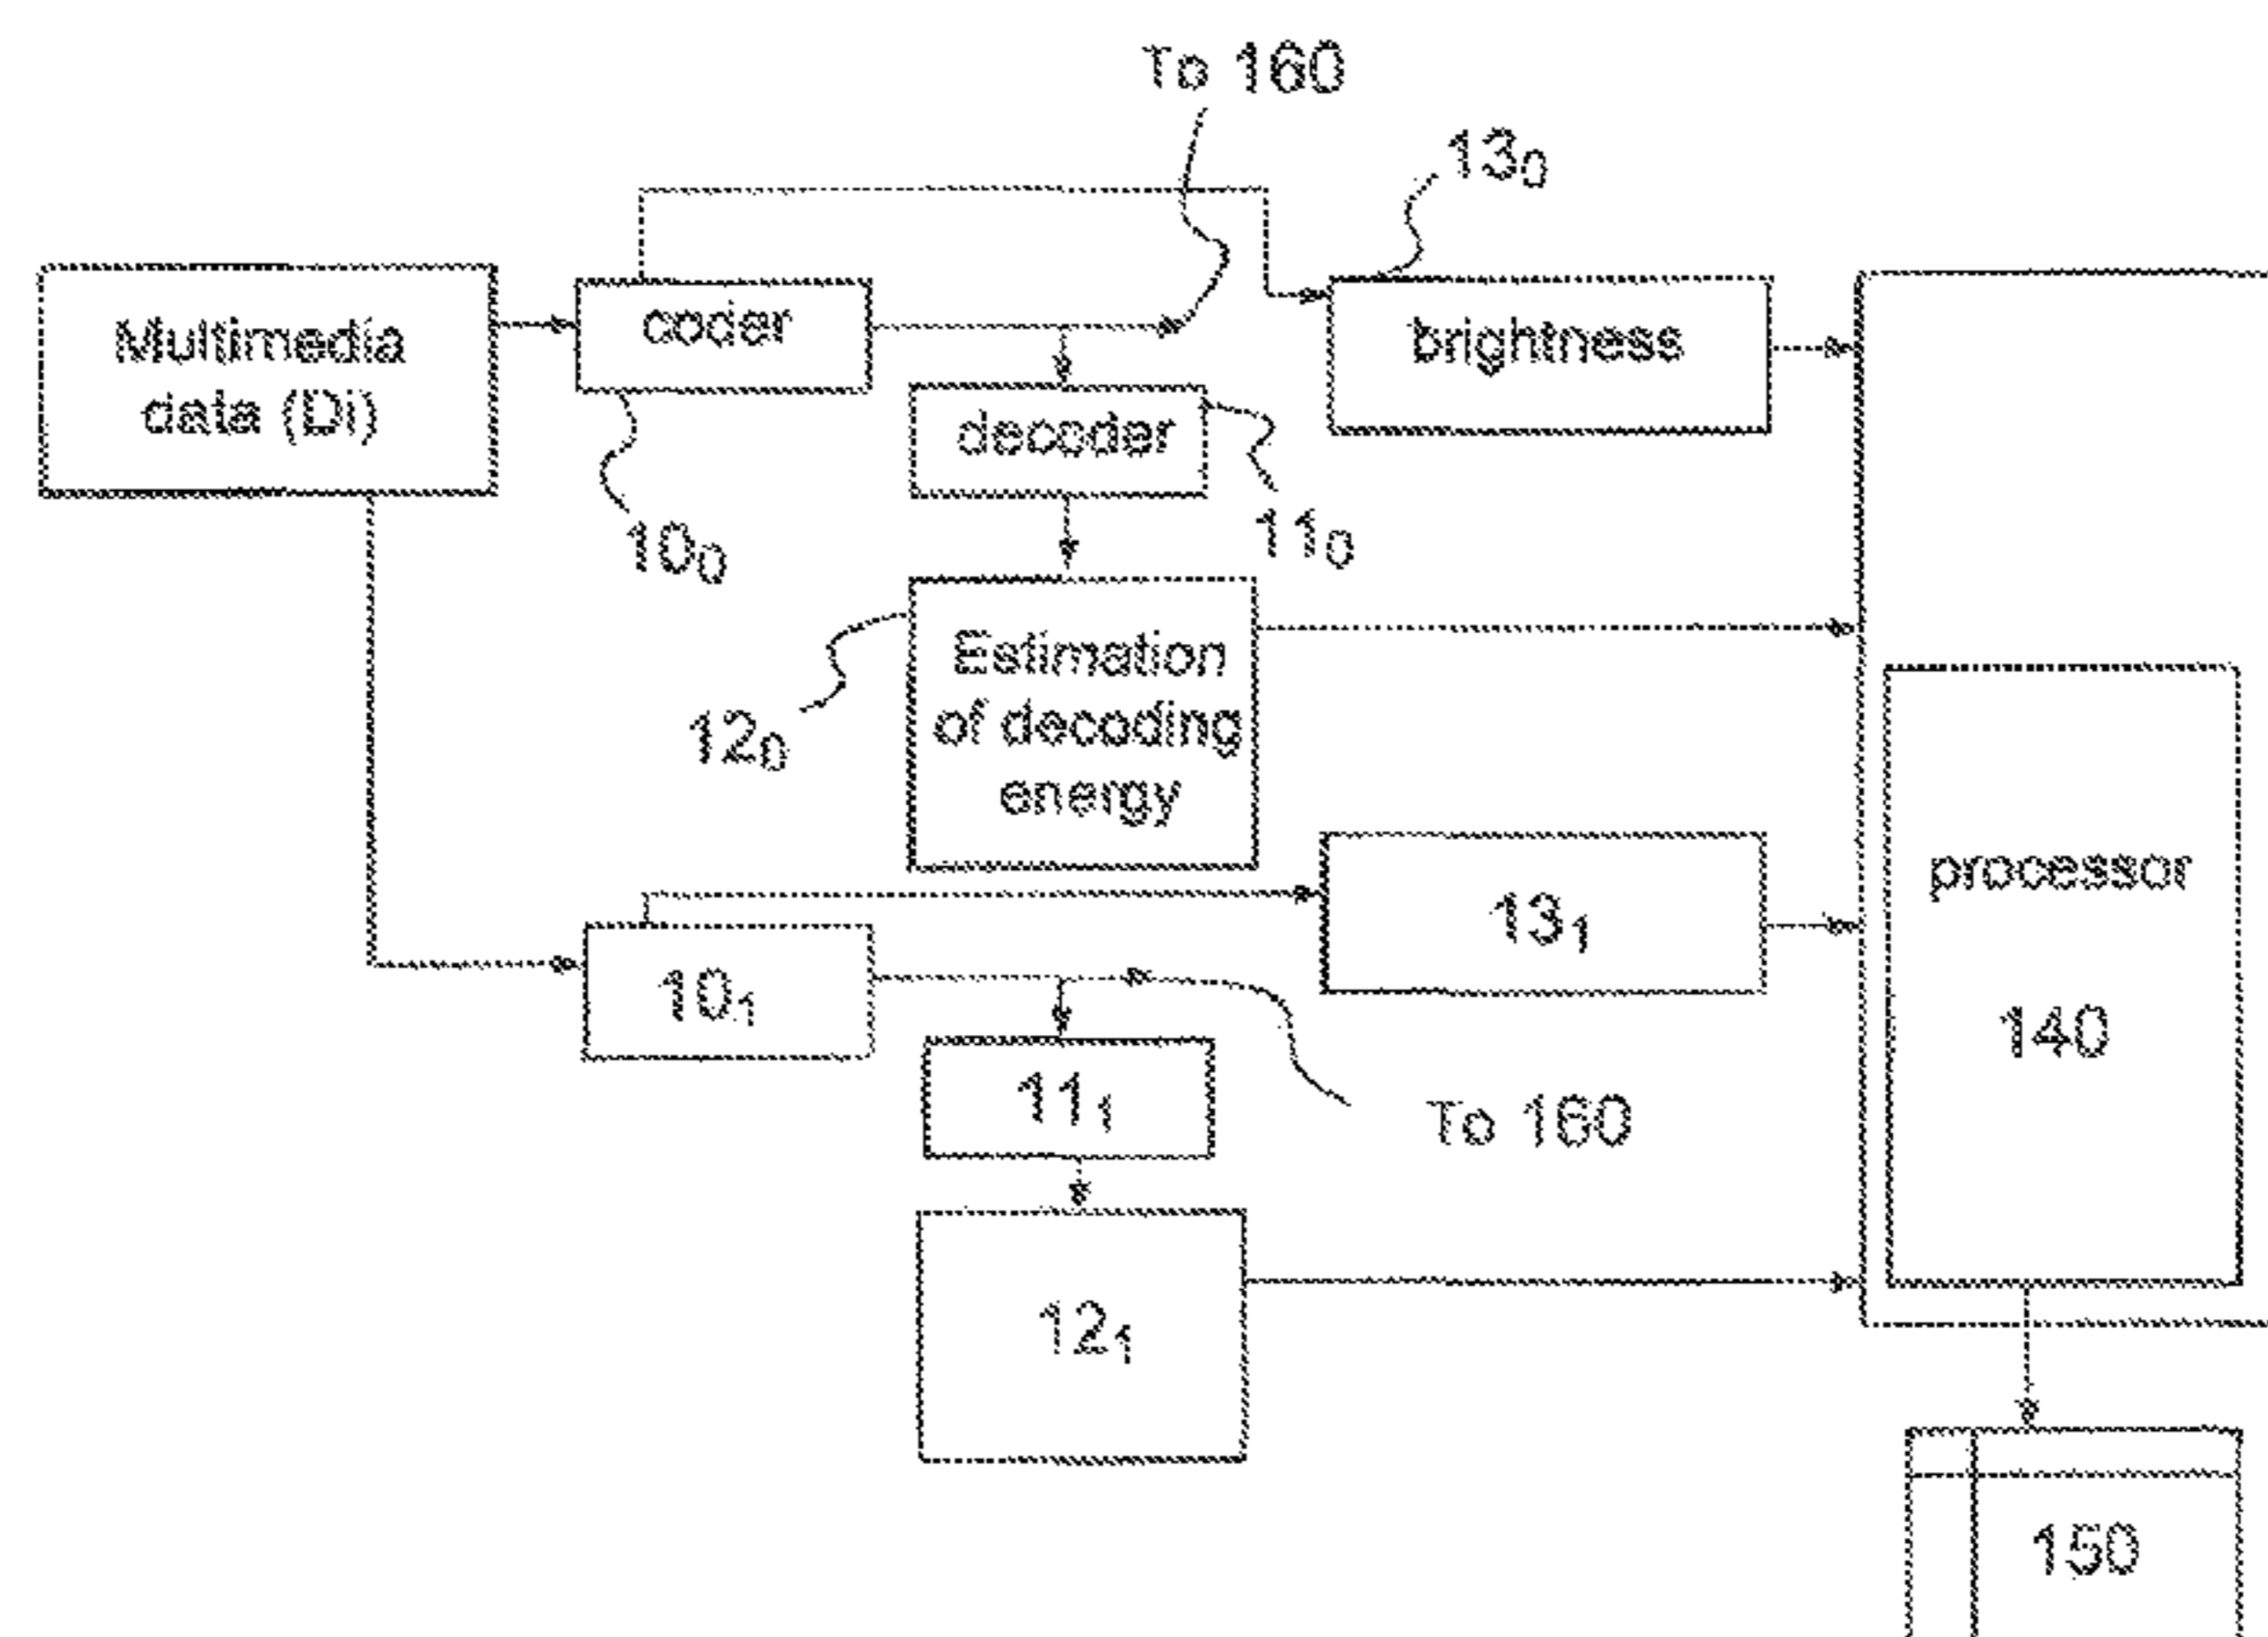 To 160
13₀
Multimedia
data (Di)
coder
brightness
decoder
10₀
11₀
Estimation
of decoding
energy
12₀
processor
140
13₁
10₁
11₁
To 160
12₁
150